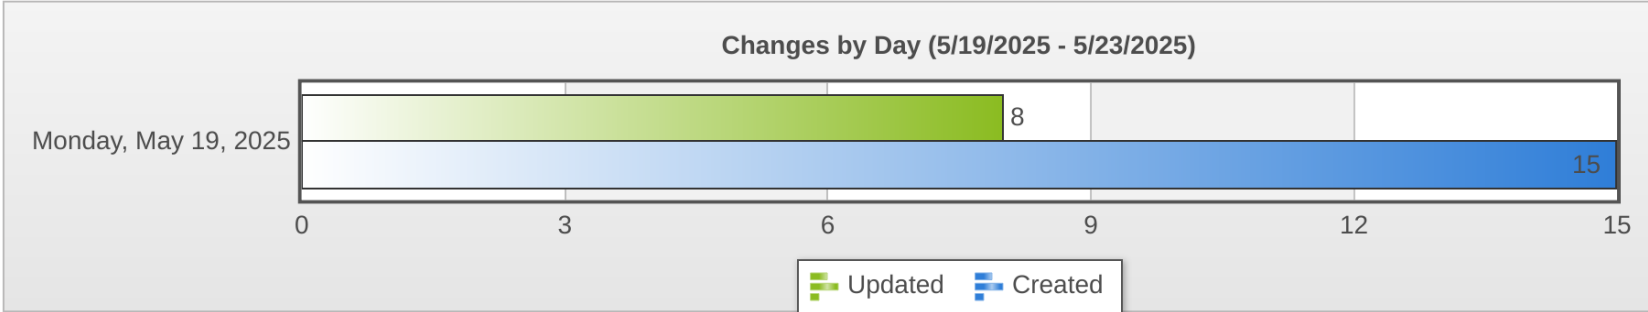 Changes by Day (5/19/2025 - 5/23/2025)
Monday, May 19, 2025
8
15
0 3 6 9 12 15
Updated Created